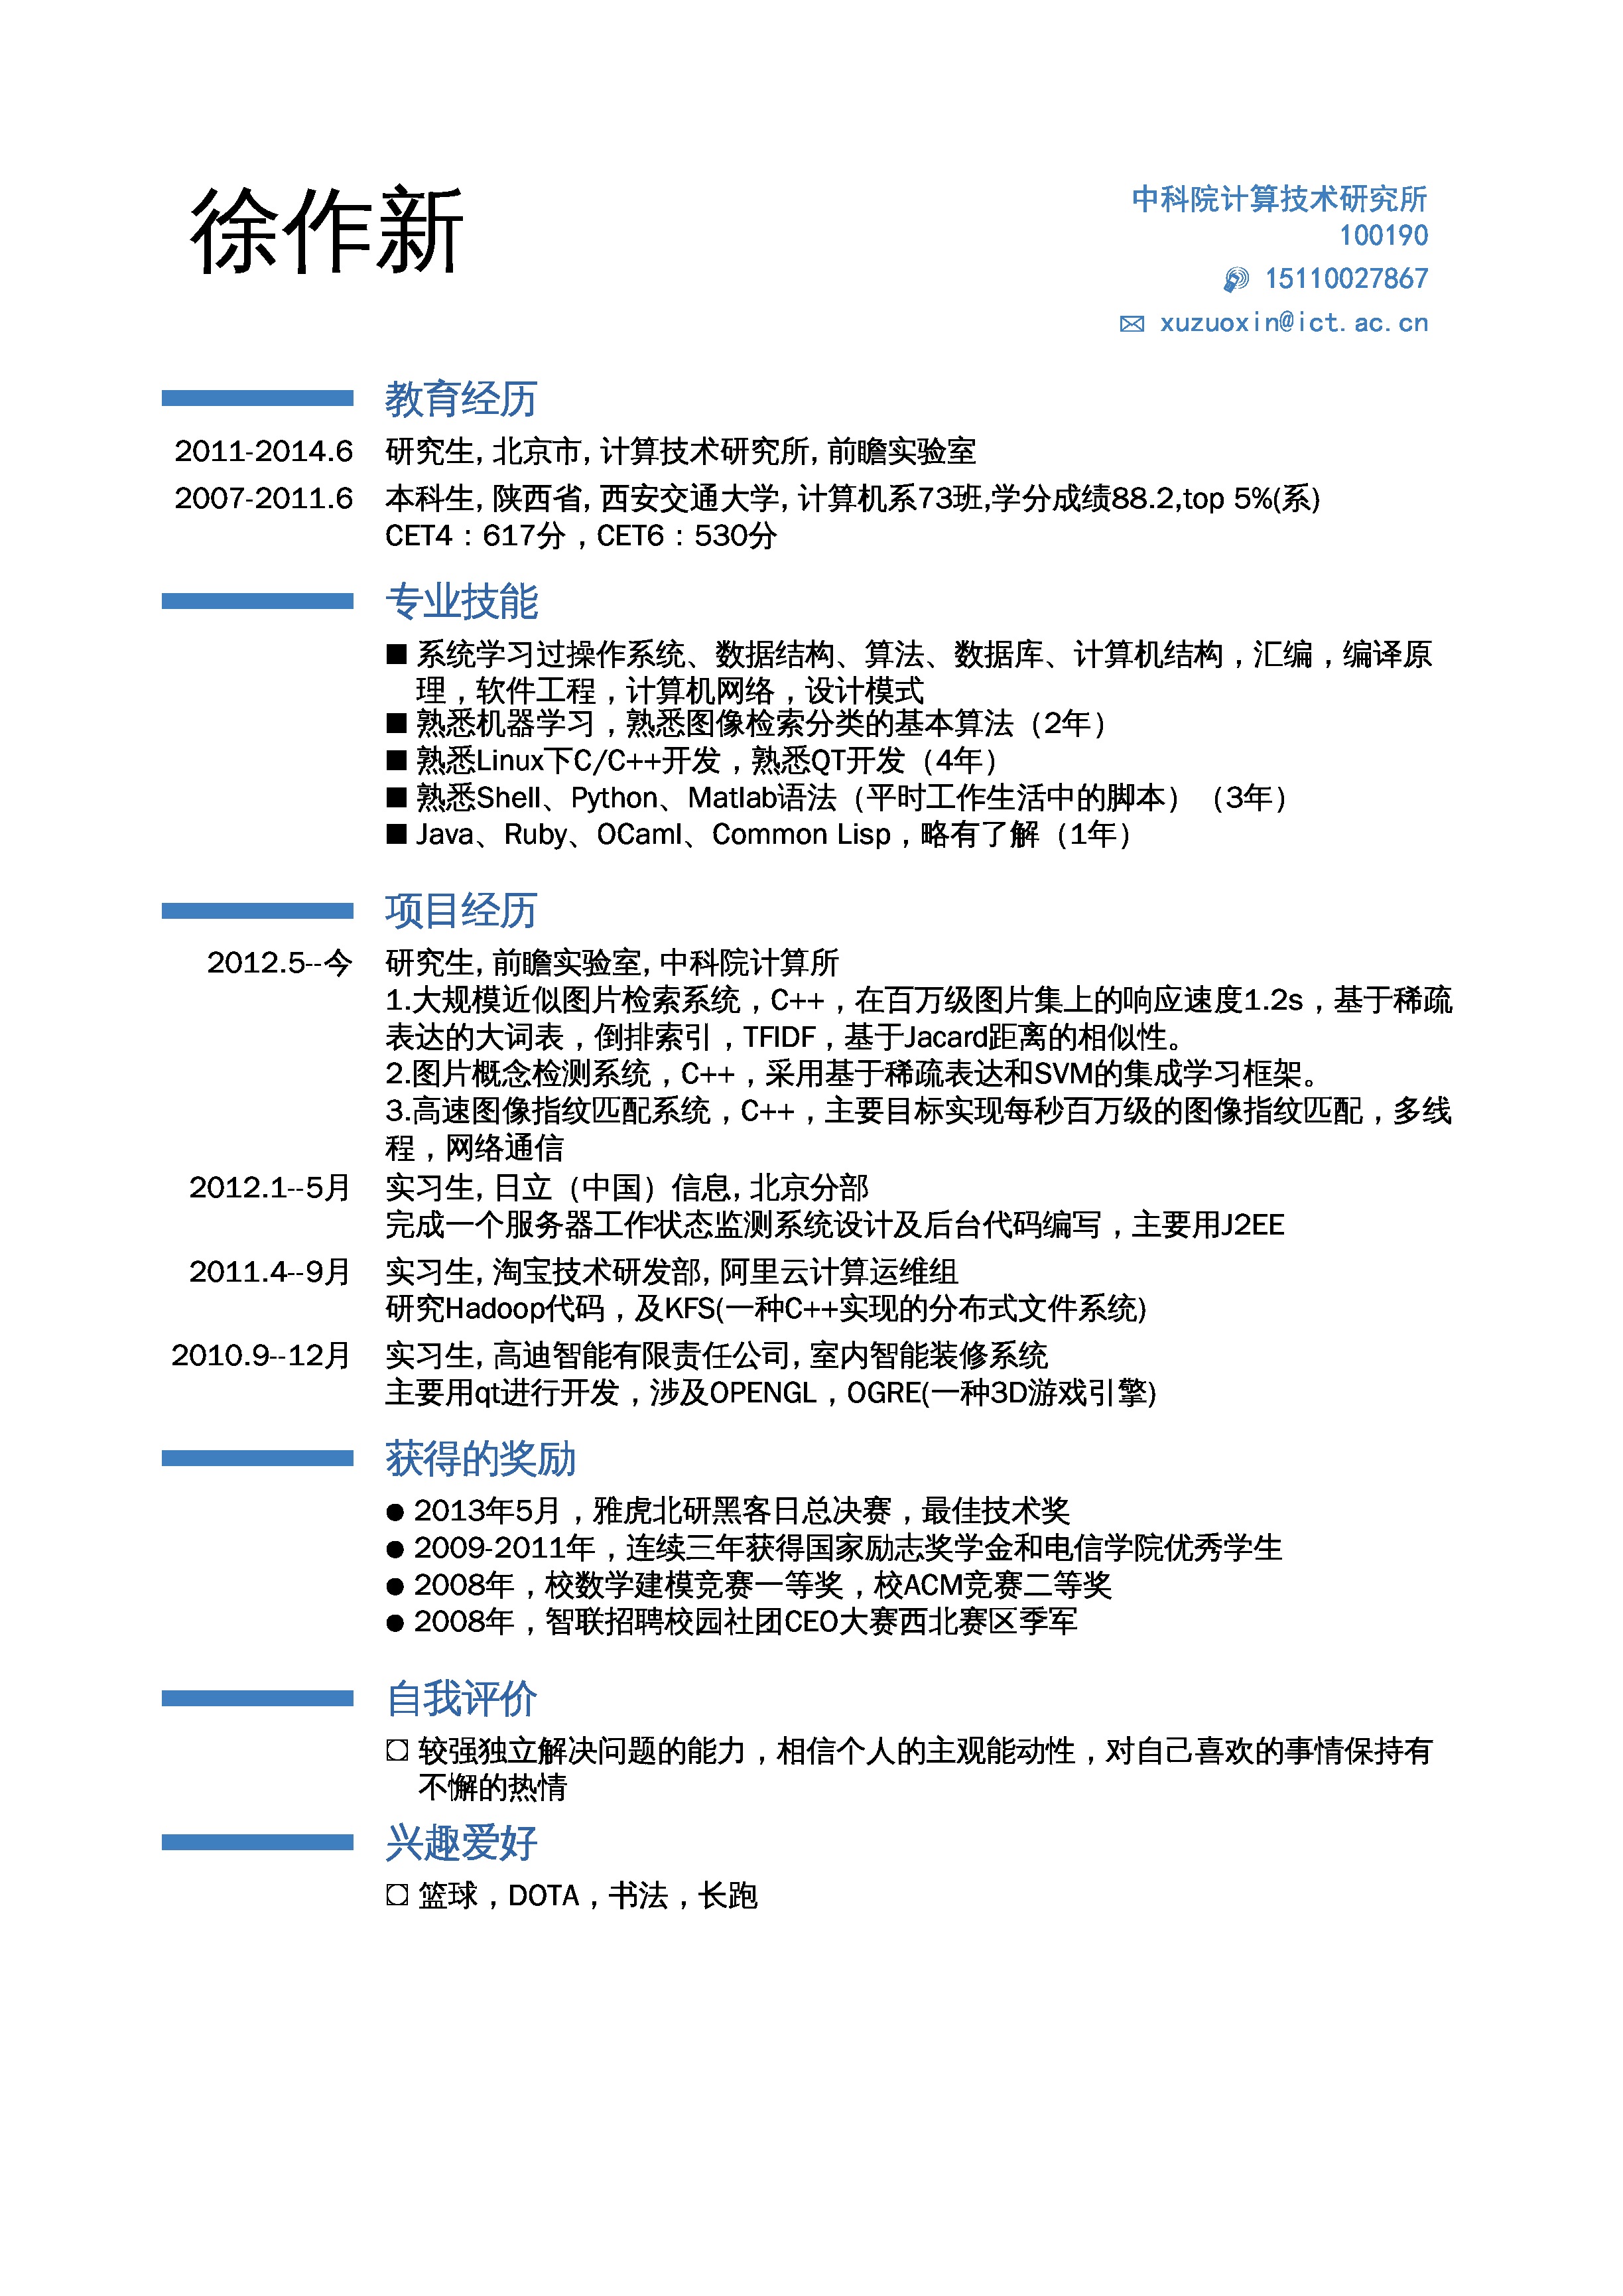 徐作新
中科院计算技术研究所
100190
15110027867
xuzuoxin@ict.ac.cn
教育经历
2011-2014.6 研究生, 北京市, 计算技术研究所, 前瞻实验室
2007-2011.6 本科生, 陕西省, 西安交通大学, 计算机系73班,学分成绩88.2,top 5%(系)
CET4：617分，CET6：530分
专业技能
■ 系统学习过操作系统、数据结构、算法、数据库、计算机结构，汇编，编译原
理，软件工程，计算机网络，设计模式
■ 熟悉机器学习，熟悉图像检索分类的基本算法（2年）
■ 熟悉Linux下C/C++开发，熟悉QT开发（4年）
■ 熟悉Shell、Python、Matlab语法（平时工作生活中的脚本）（3年）
■ Java、Ruby、OCaml、Common Lisp，略有了解（1年）
项目经历
2012.5--今 研究生, 前瞻实验室, 中科院计算所
1.大规模近似图片检索系统，C++，在百万级图片集上的响应速度1.2s，基于稀疏
表达的大词表，倒排索引，TFIDF，基于Jacard距离的相似性。
2.图片概念检测系统，C++，采用基于稀疏表达和SVM的集成学习框架。
3.高速图像指纹匹配系统，C++，主要目标实现每秒百万级的图像指纹匹配，多线
程，网络通信
2012.1--5月 实习生, 日立（中国）信息, 北京分部
完成一个服务器工作状态监测系统设计及后台代码编写，主要用J2EE
2011.4--9月 实习生, 淘宝技术研发部, 阿里云计算运维组
研究Hadoop代码，及KFS(一种C++实现的分布式文件系统)
2010.9--12月 实习生, 高迪智能有限责任公司, 室内智能装修系统
主要用qt进行开发，涉及OPENGL，OGRE(一种3D游戏引擎)
获得的奖励
● 2013年5月，雅虎北研黑客日总决赛，最佳技术奖
● 2009-2011年，连续三年获得国家励志奖学金和电信学院优秀学生
● 2008年，校数学建模竞赛一等奖，校ACM竞赛二等奖
● 2008年，智联招聘校园社团CEO大赛西北赛区季军
自我评价
较强独立解决问题的能力，相信个人的主观能动性，对自己喜欢的事情保持有
不懈的热情
兴趣爱好
篮球，DOTA，书法，长跑